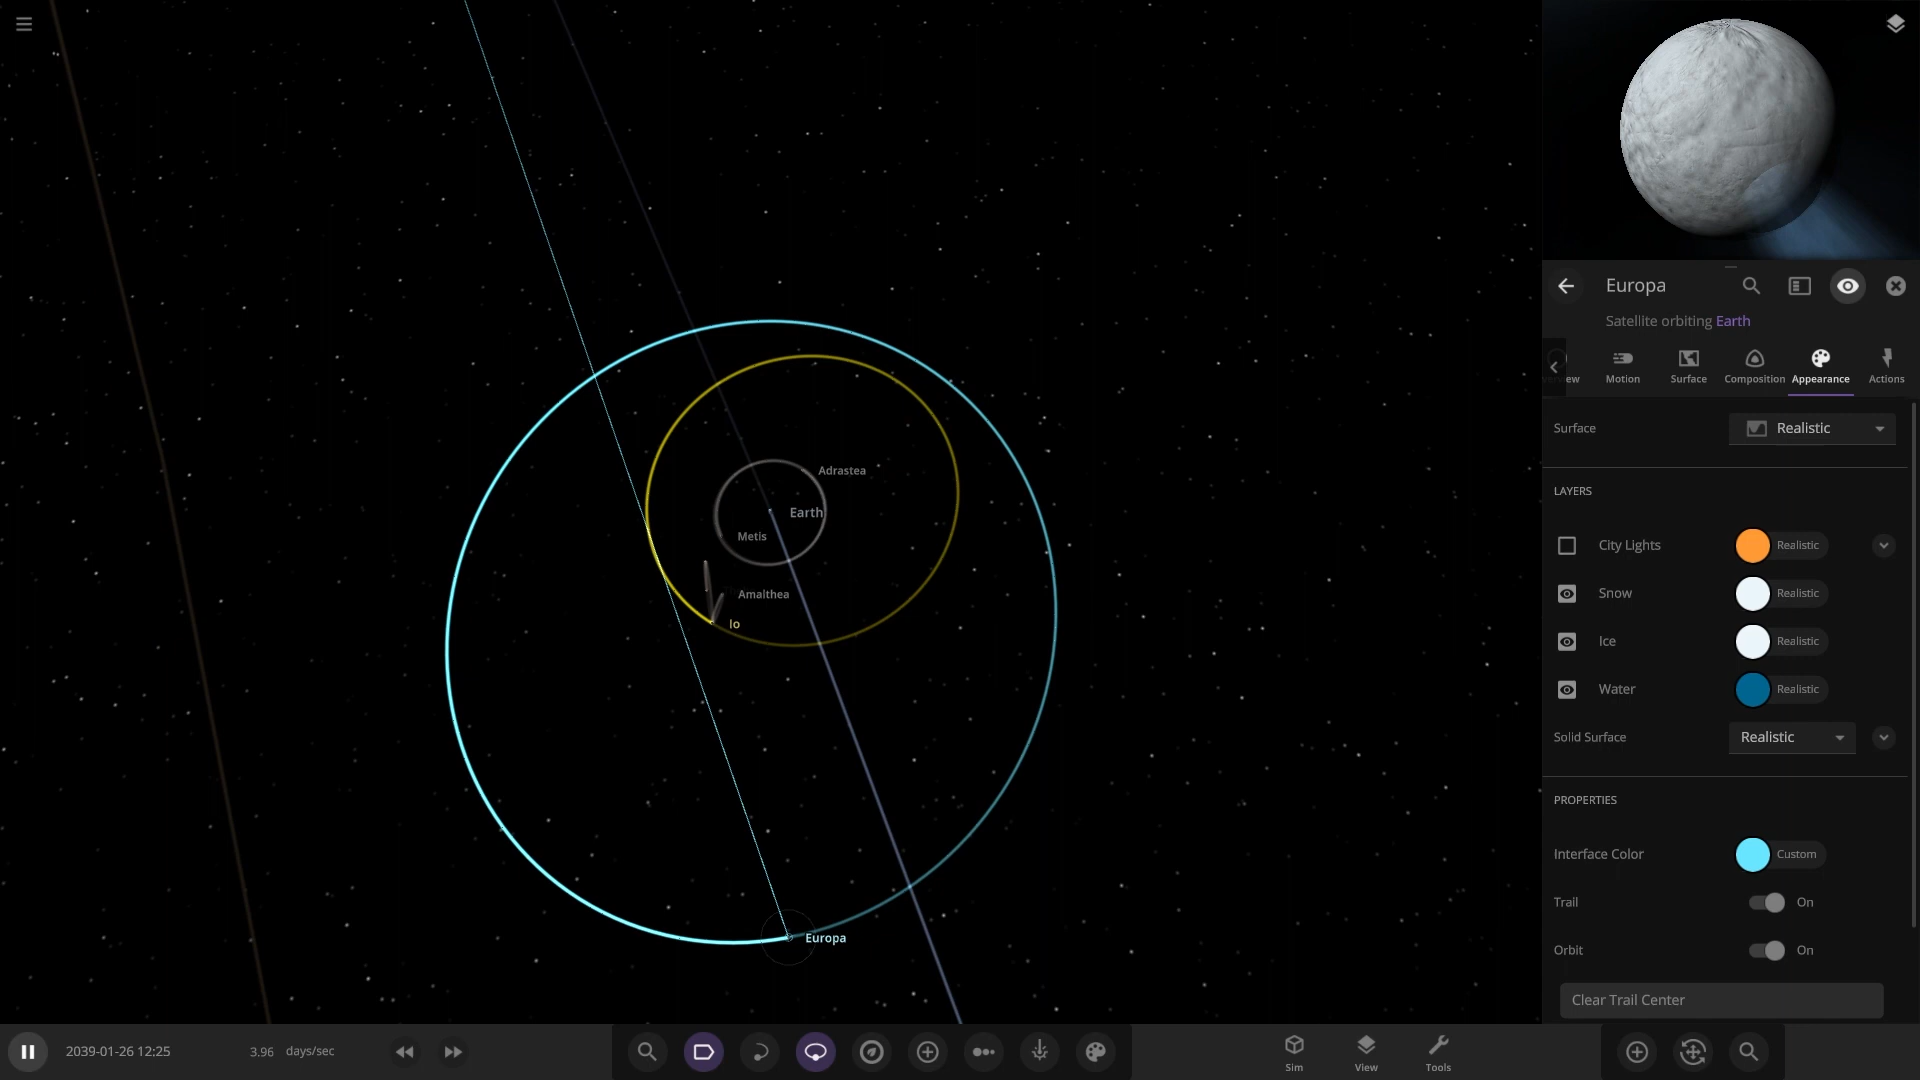 Adrastea
Earth
Metis
Amalthea
Io
Europa
Europa
Satellite orbiting Earth
Motion
Surface
Composition
Appearance
Actions
Surface
Realistic
LAYERS
City Lights
Realistic
Snow
Realistic
Ice
Realistic
Water
Realistic
Solid Surface
Realistic
PROPERTIES
Interface Color
Custom
Trail
On
Orbit
On
Clear Trail Center
2039-01-26 12:25
3.96 days/sec
Sim
View
Tools